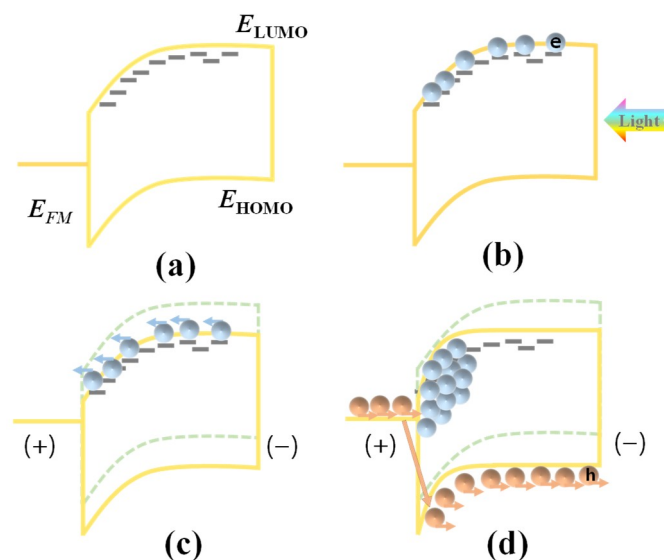 E_LUMO
E_FM
E_HOMO
(a)
e
Light
(b)
(+)
(−)
(c)
(+)
(−)
h
(d)